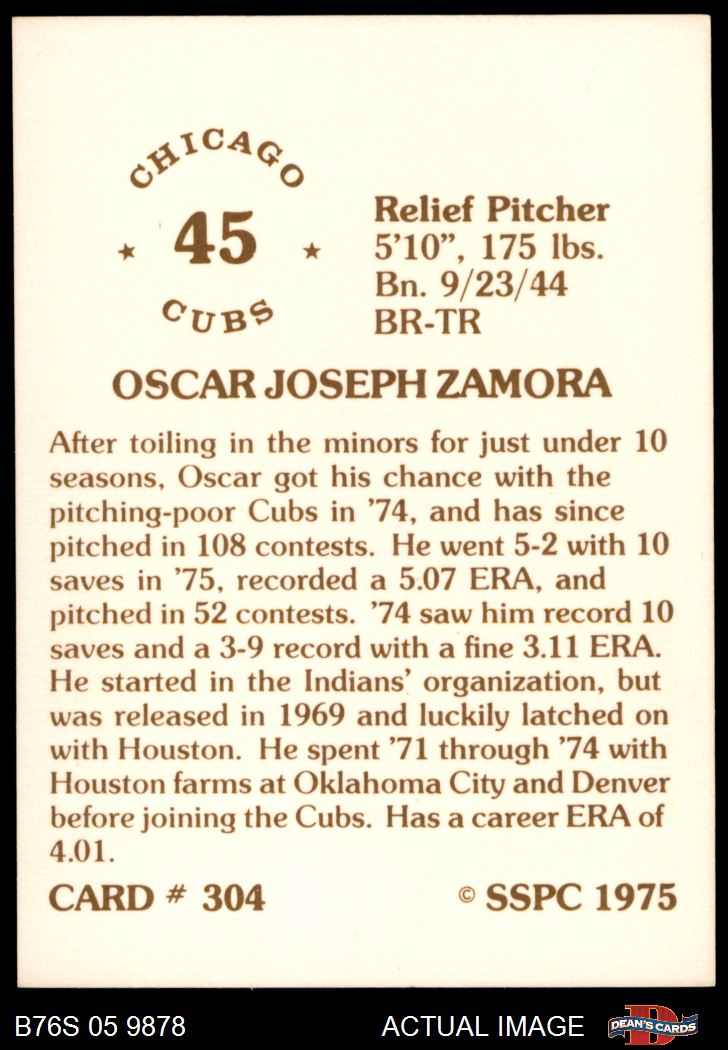 CHICAGO
★ 45 ★
CUBS
Relief Pitcher
5'10”, 175 lbs.
Bn. 9/23/44
BR-TR
OSCAR JOSEPH ZAMORA
After toiling in the minors for just under 10
seasons, Oscar got his chance with the
pitching-poor Cubs in ’74, and has since
pitched in 108 contests. He went 5-2 with 10
saves in ’75, recorded a 5.07 ERA, and
pitched in 52 contests. ’74 saw him record 10
saves and a 3-9 record with a fine 3.11 ERA.
He started in the Indians’ organization, but
was released in 1969 and luckily latched on
with Houston. He spent ’71 through ’74 with
Houston farms at Oklahoma City and Denver
before joining the Cubs. Has a career ERA of
4.01.
CARD # 304
© SSPC 1975
B76S 05 9878
ACTUAL IMAGE
D
DEAN'S CARDS